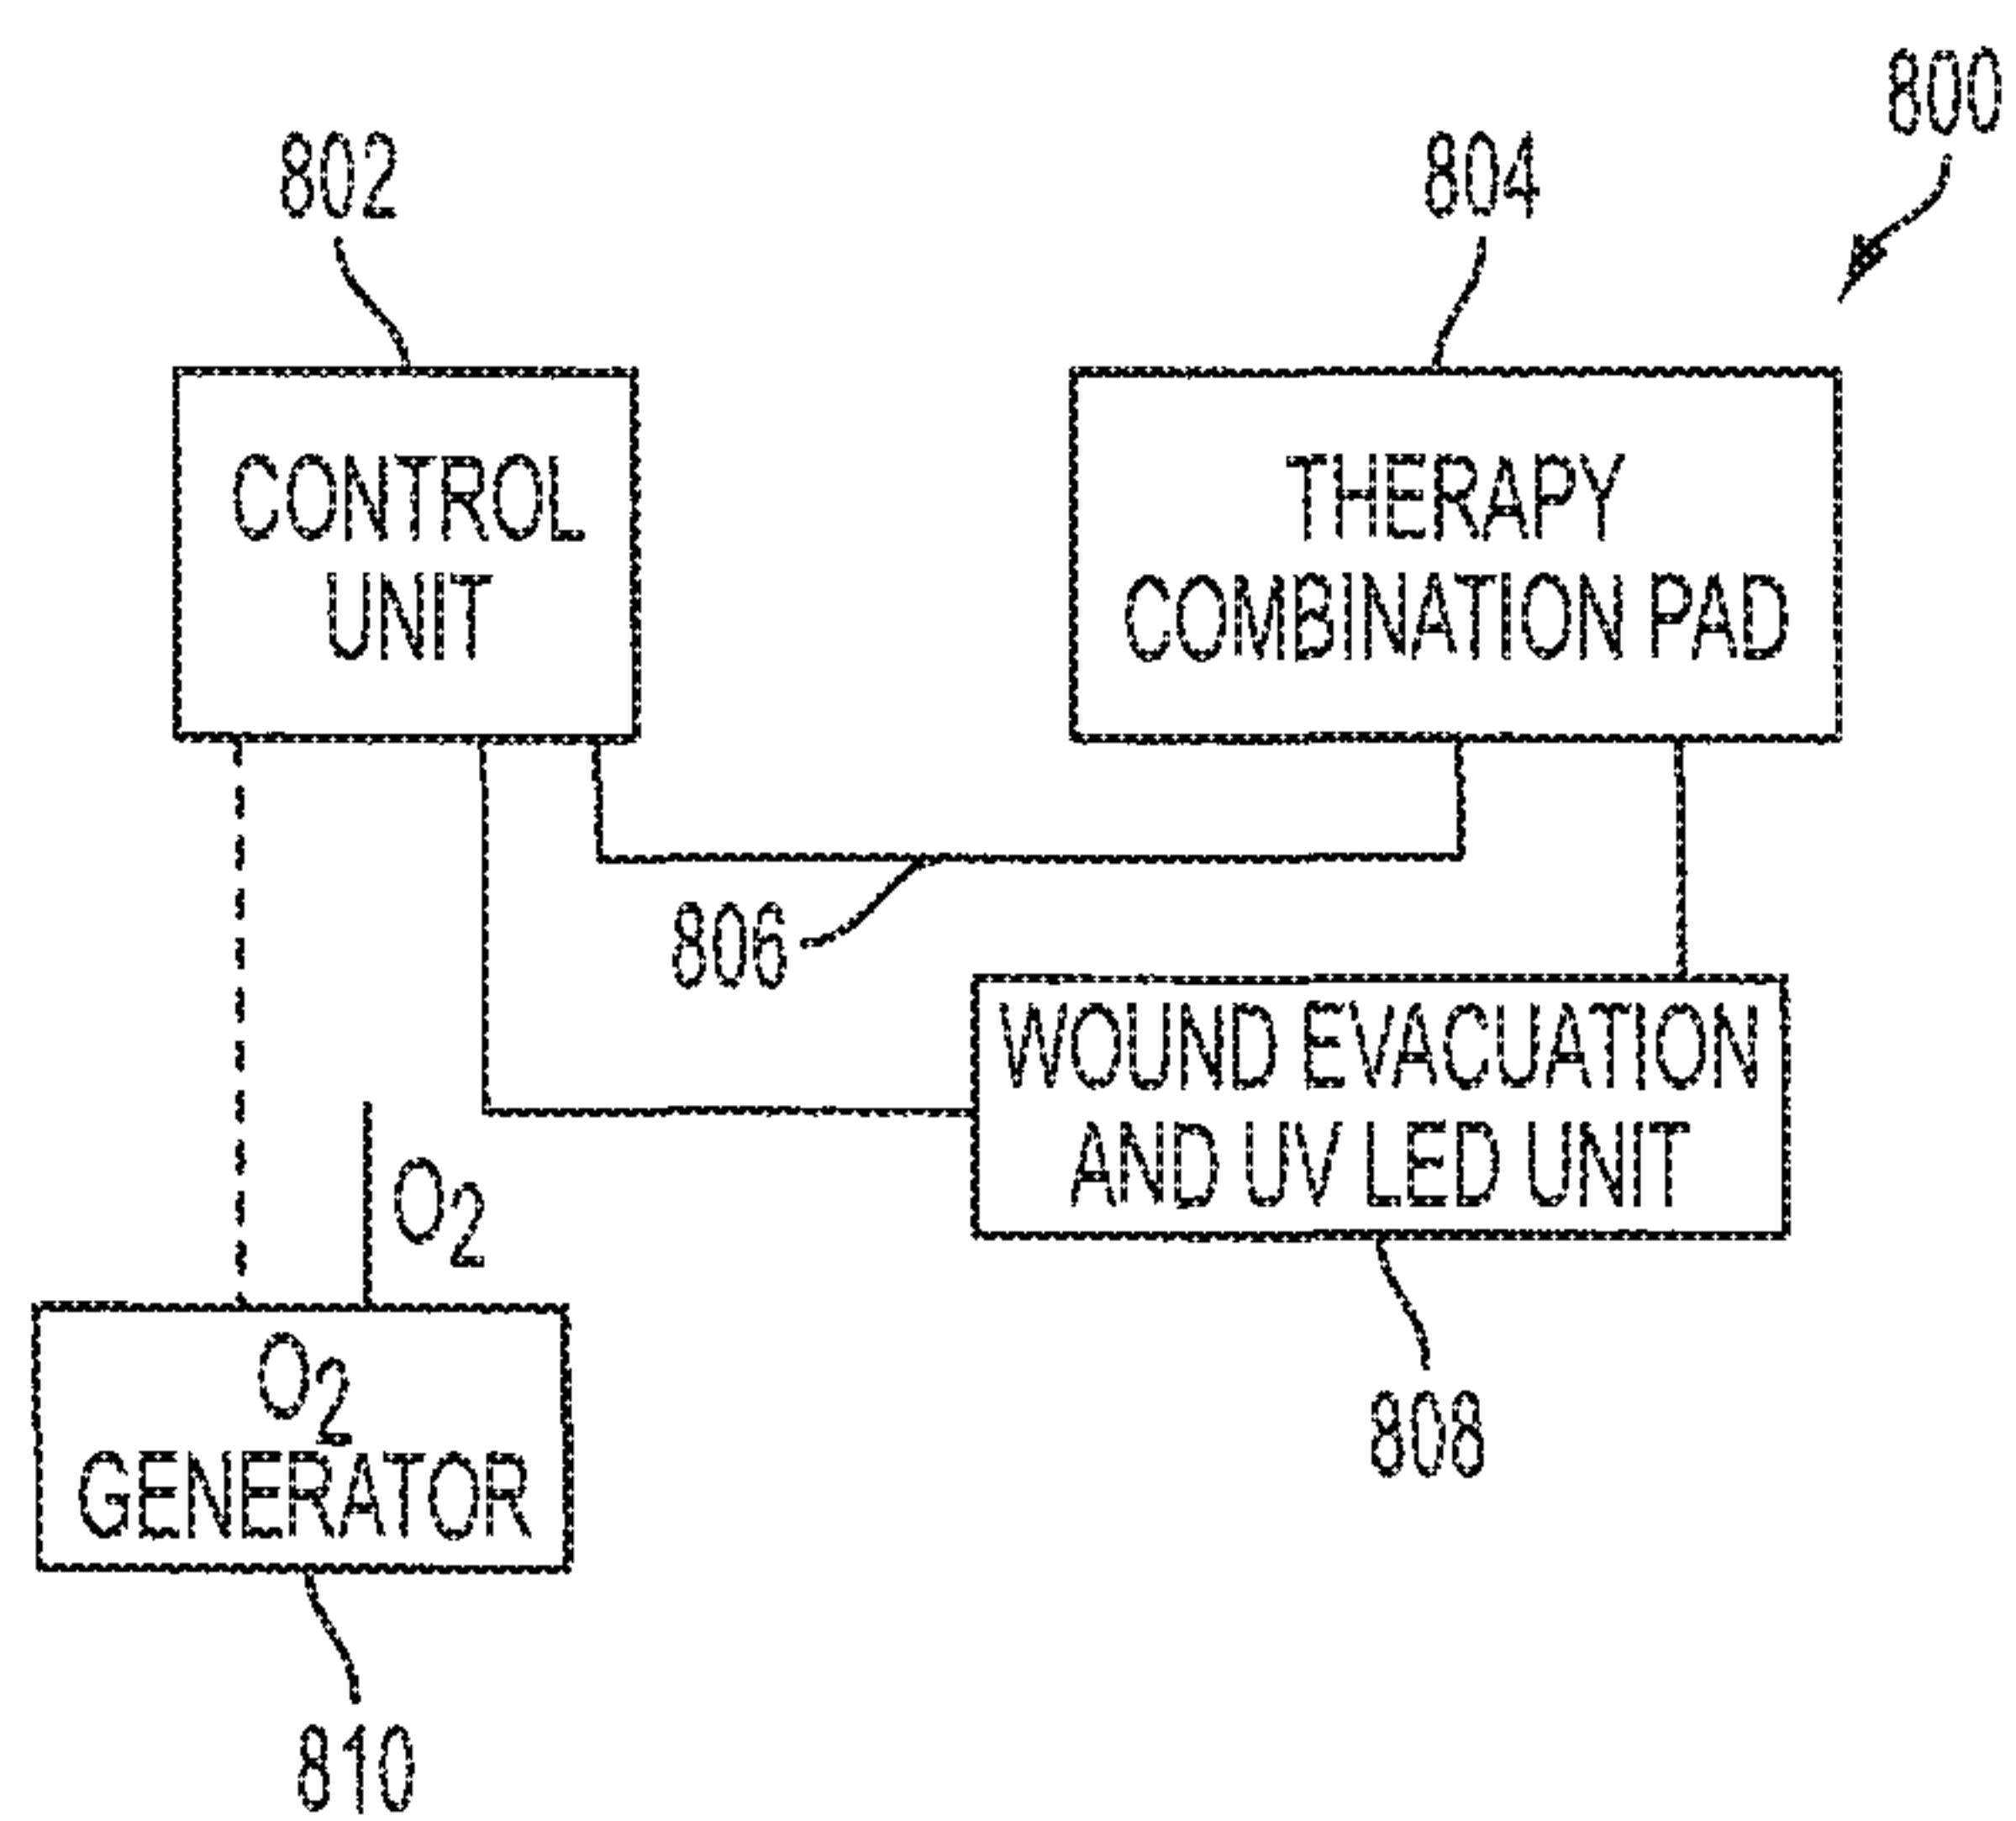 800
802
804
CONTROL
UNIT
THERAPY
COMBINATION PAD
806
WOUND EVACUATION
AND UV LED UNIT
O2
808
O2
GENERATOR
810